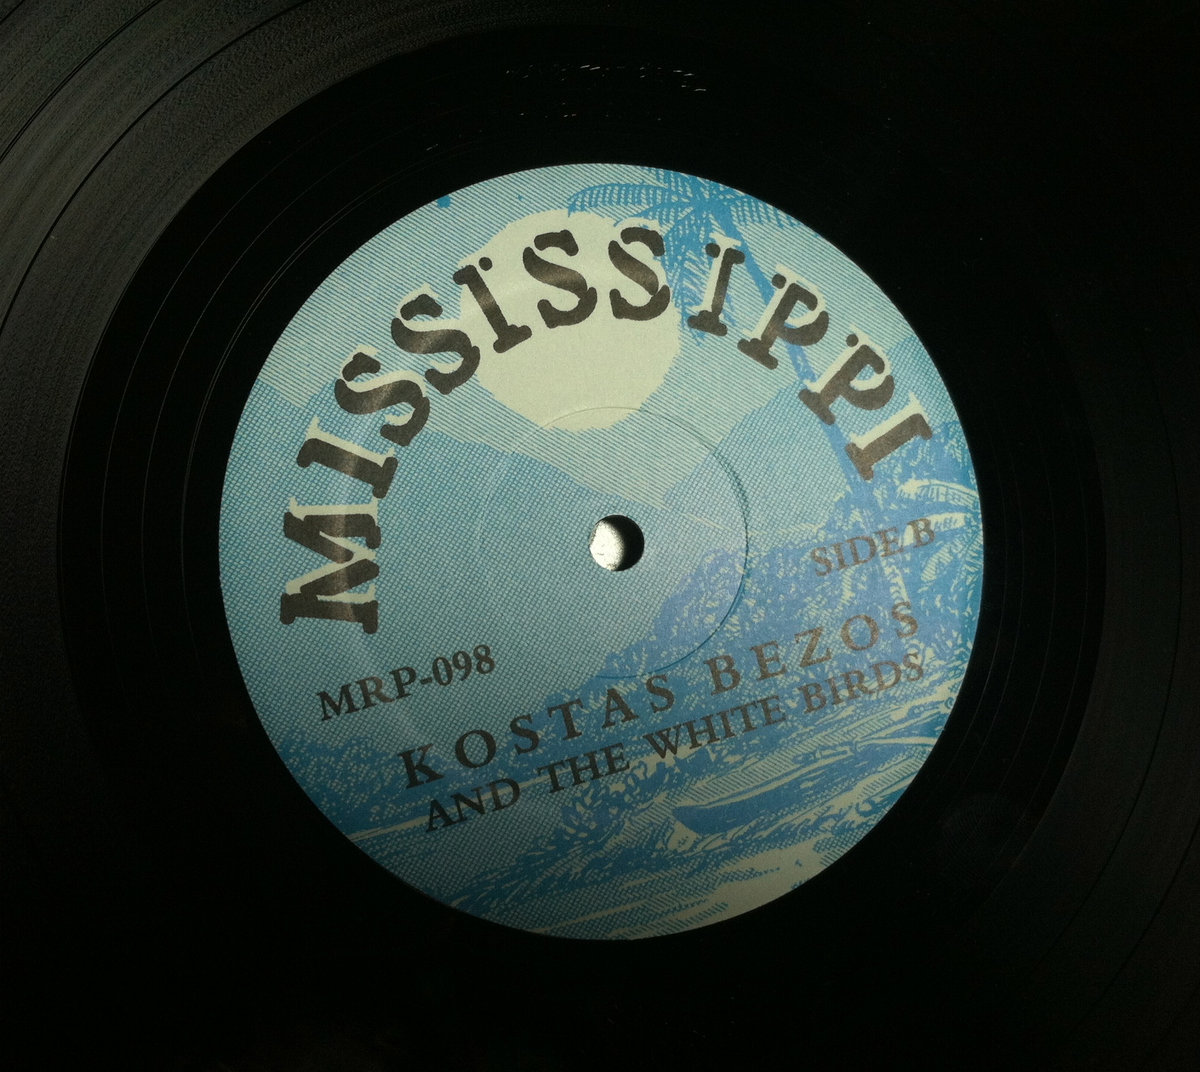 MISSISSIPPI
SIDE B
MRP-098
KOSTAS BEZOS
AND THE WHITE BIRDS